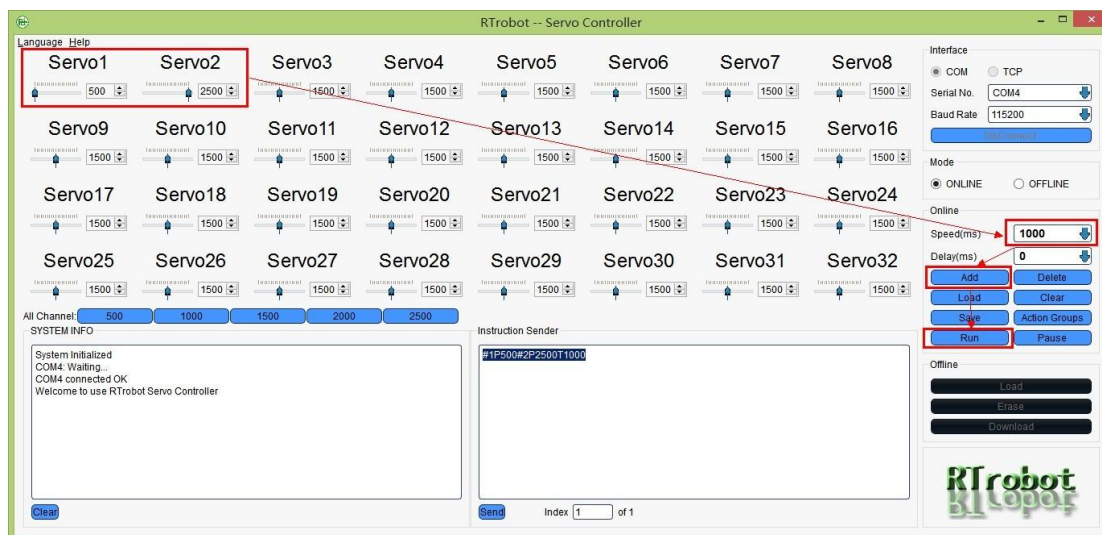 RTrobot -- Servo Controller
Language Help
Servo1 Servo2 Servo3 Servo4 Servo5 Servo6 Servo7 Servo8
500 2500 1500 1500 1500 1500 1500 1500
Servo9 Servo10 Servo11 Servo12 Servo13 Servo14 Servo15 Servo16
1500 1500 1500 1500 1500 1500 1500 1500
Servo17 Servo18 Servo19 Servo20 Servo21 Servo22 Servo23 Servo24
1500 1500 1500 1500 1500 1500 1500 1500
Servo25 Servo26 Servo27 Servo28 Servo29 Servo30 Servo31 Servo32
1500 1500 1500 1500 1500 1500 1500 1500
All Channel: 500 1000 1500 2000 2500
SYSTEM INFO
System Initialized
COM4: Waiting...
COM4 connected OK
Welcome to use RTrobot Servo Controller
Clear
Instruction Sender
#1P500#2P2500T1000
Send Index 1 of 1
Interface
COM TCP
Serial No. COM4
Baud Rate 115200
Mode
ONLINE OFFLINE
Online
Speed(ms) 1000
Delay(ms) 0
Add Delete
Load Clear
Save Action Groups
Run Pause
Offline
Load
Erase
Download
RTrobot